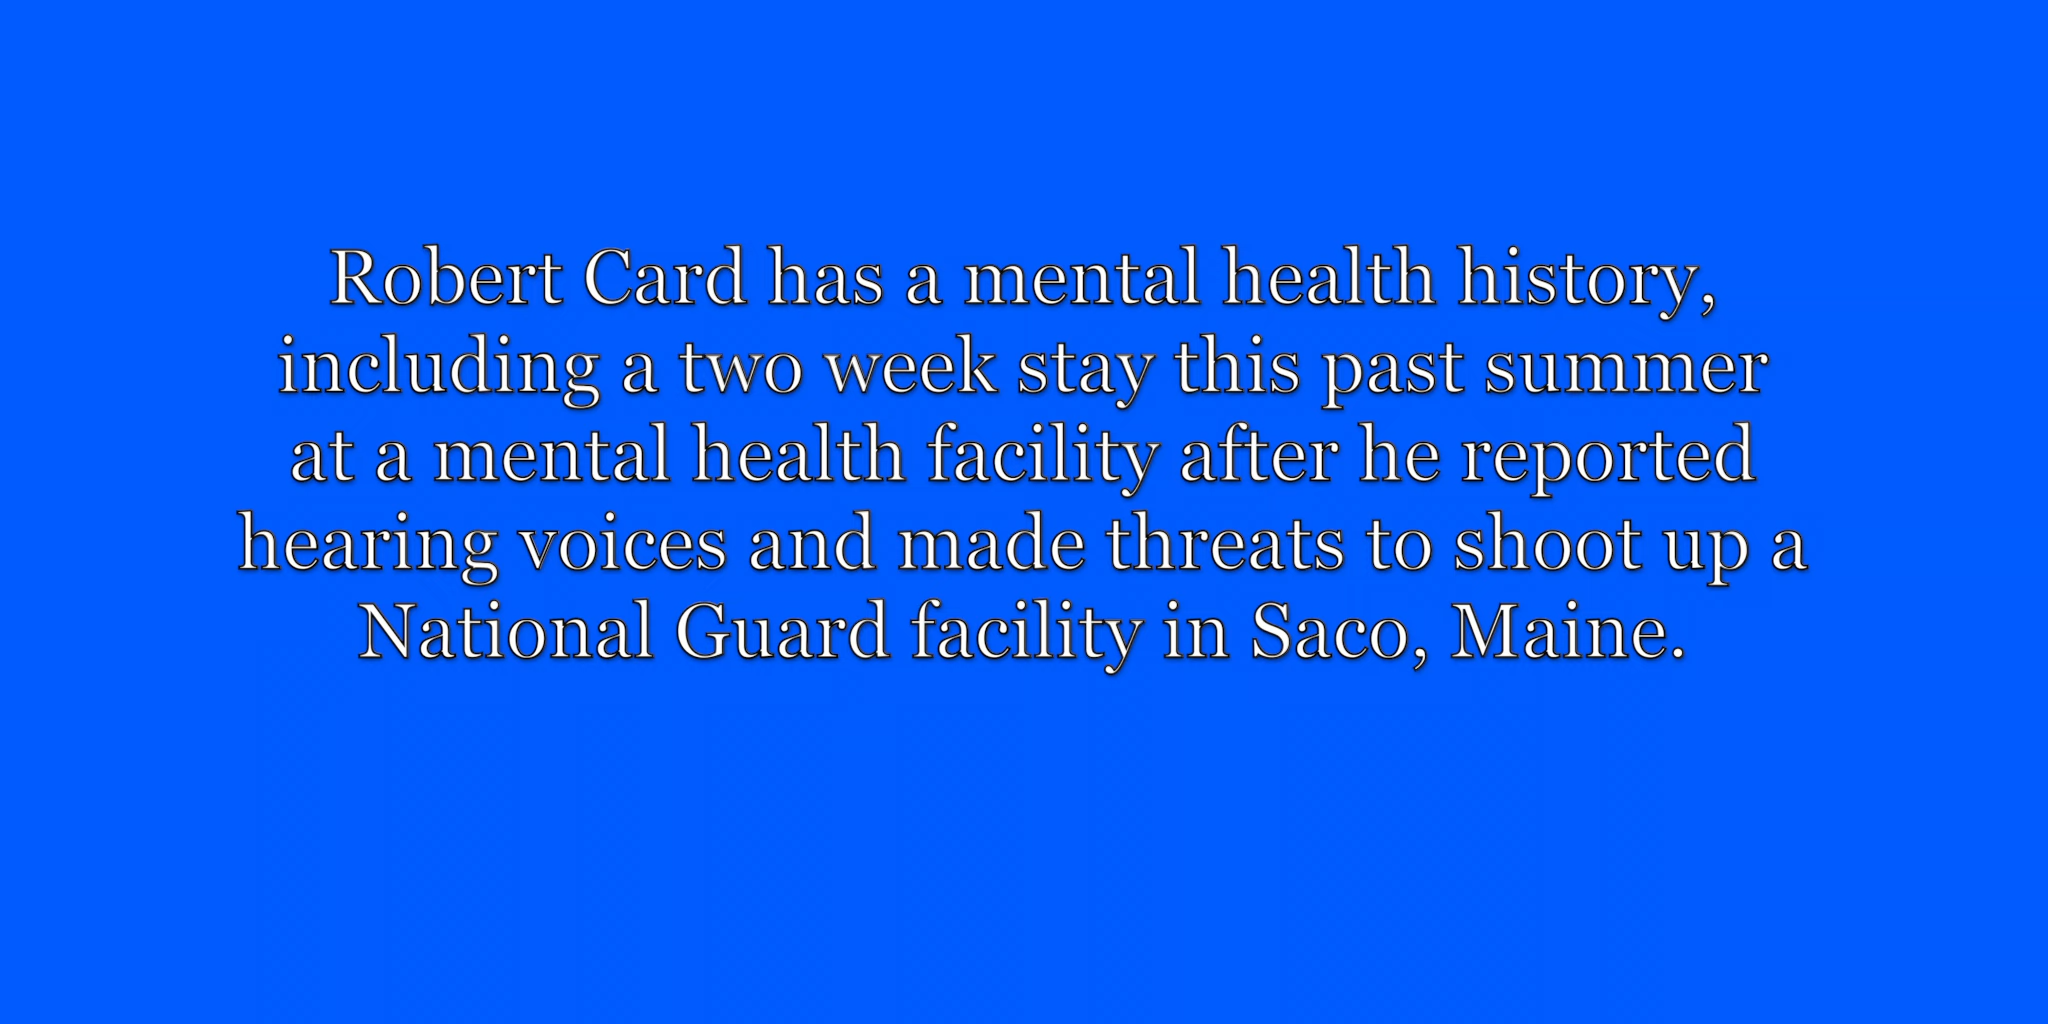 Robert Card has a mental health history,
including a two week stay this past summer
at a mental health facility after he reported
hearing voices and made threats to shoot up a
National Guard facility in Saco, Maine.